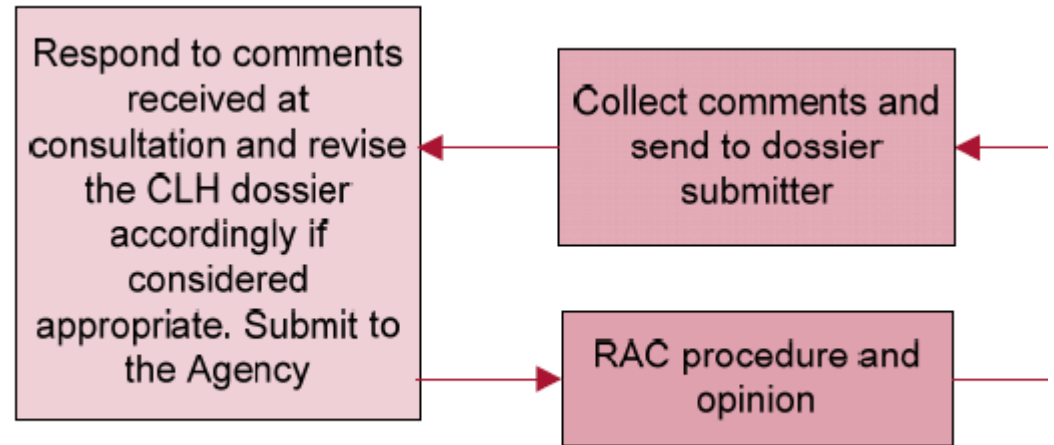 Respond to comments
received at
consultation and revise
the CLH dossier
accordingly if
considered
appropriate. Submit to
the Agency
Collect comments and
send to dossier
submitter
RAC procedure and
opinion